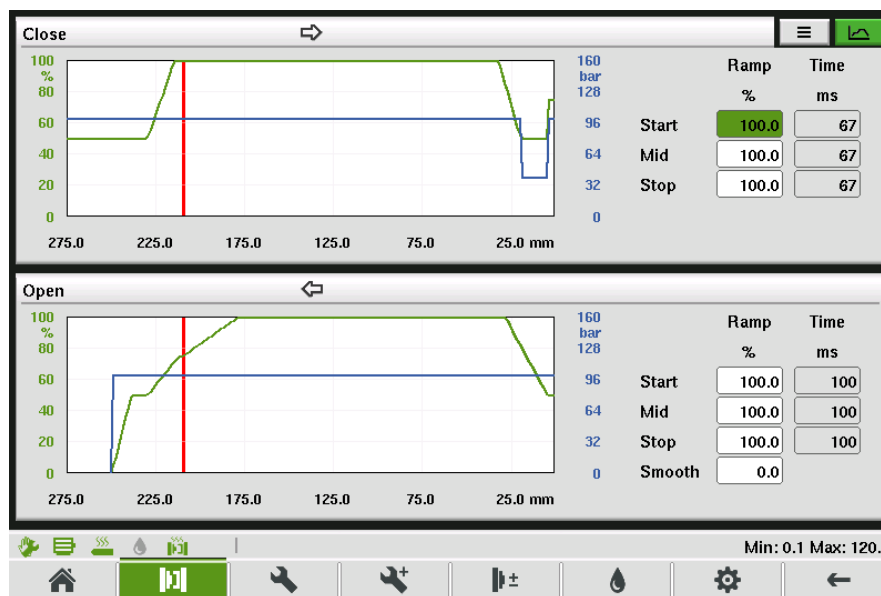 Close
100 % 80 60 40 20 0
160 bar 128 96 64 32 0
275.0 225.0 175.0 125.0 75.0 25.0 mm
Ramp Time
% ms
Start 100.0 67
Mid 100.0 67
Stop 100.0 67
Open
100 % 80 60 40 20 0
160 bar 128 96 64 32 0
275.0 225.0 175.0 125.0 75.0 25.0 mm
Ramp Time
% ms
Start 100.0 100
Mid 100.0 100
Stop 100.0 100
Smooth 0.0
Min: 0.1 Max: 120.